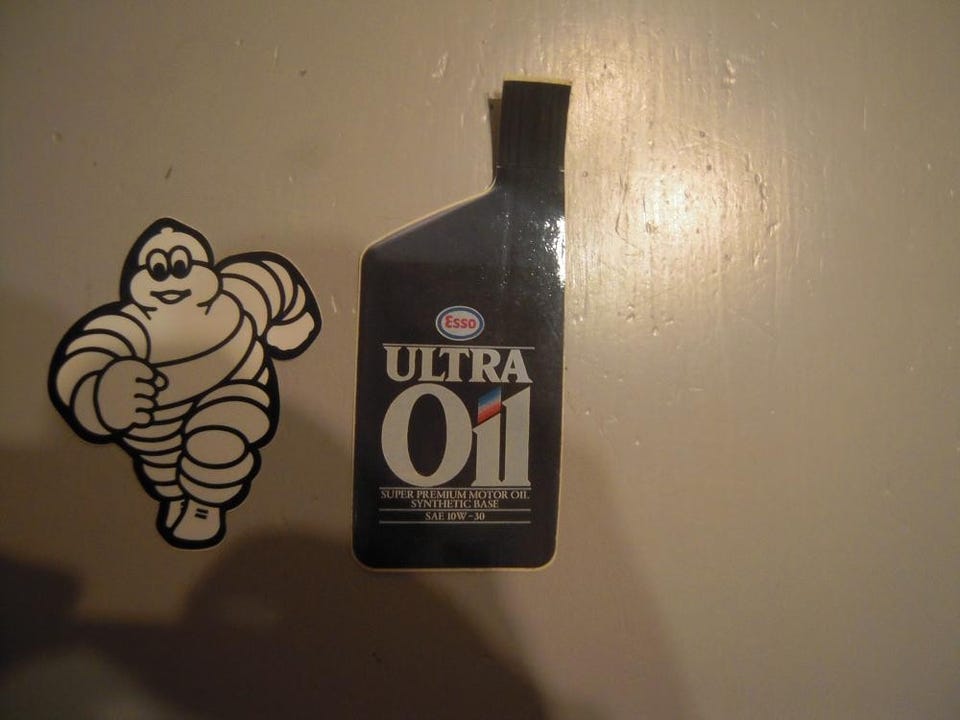 Esso
ULTRA
Oil
SUPER PREMIUM MOTOR OIL
SYNTHETIC BASE
SAE 10W-30